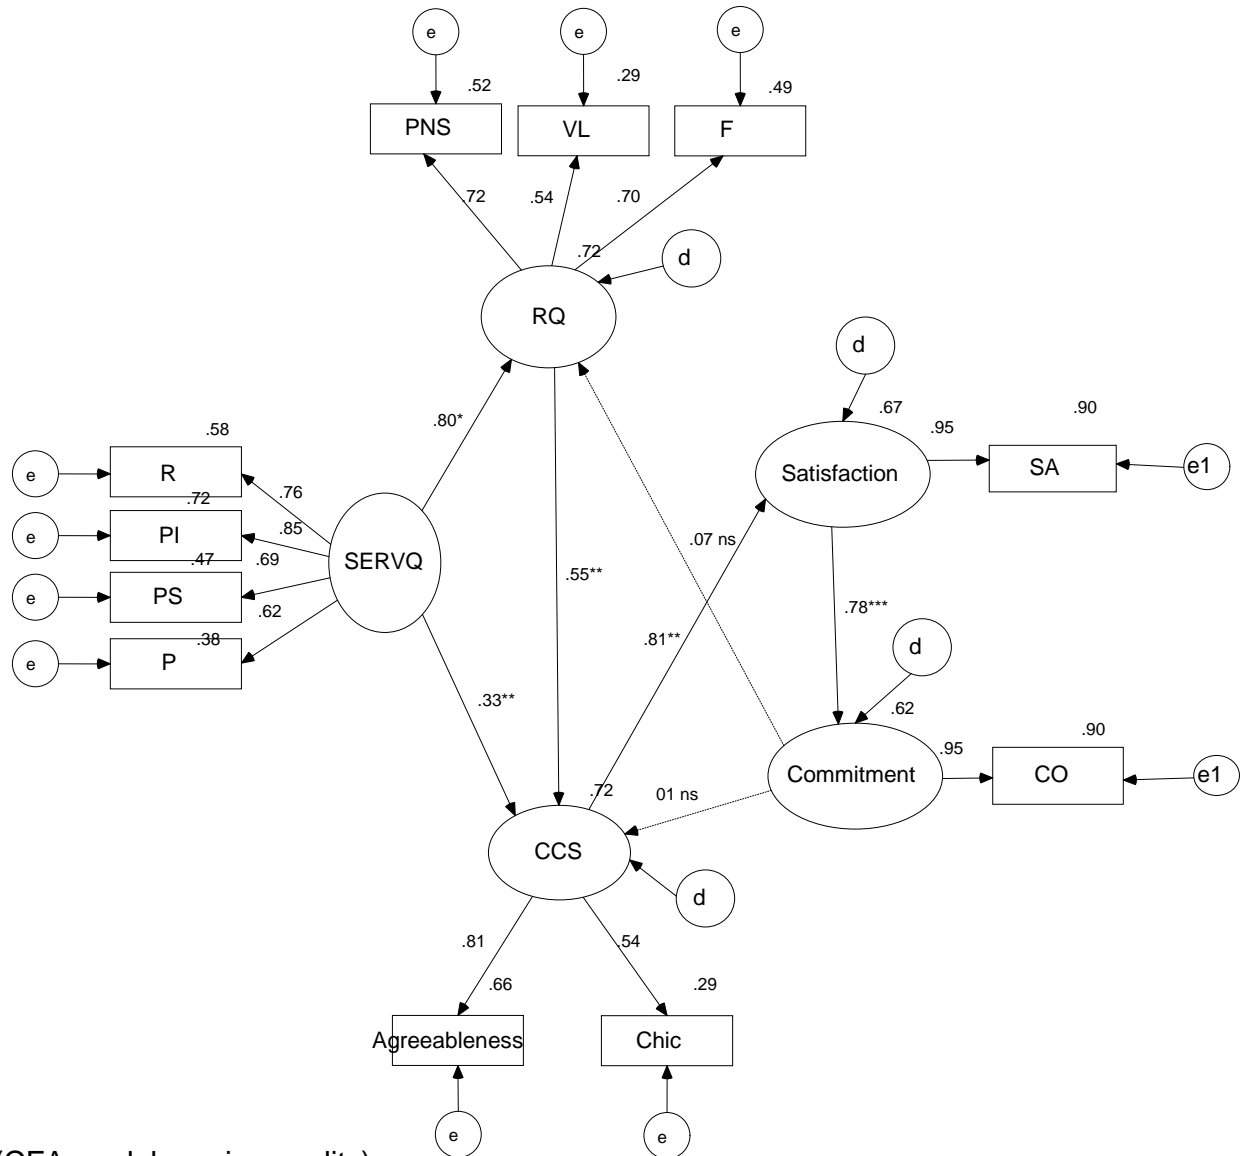 e e e
.52 .29 .49
PNS VL F
.72 .54 .70
.72 d
RQ
d
.80* .67 .90
.58 .95
R Satisfaction SA e1
e .76
.72
PI .85 .07 ns
e
.47 .69 SERVQ
.55**
PS
e .62 .78***
.38 .81**
P d
e
.33** .62 .90
.95
Commitment CO e1
.72 01 ns
CCS
d
.81 .54
.66 .29
Agreeableness Chic
e e